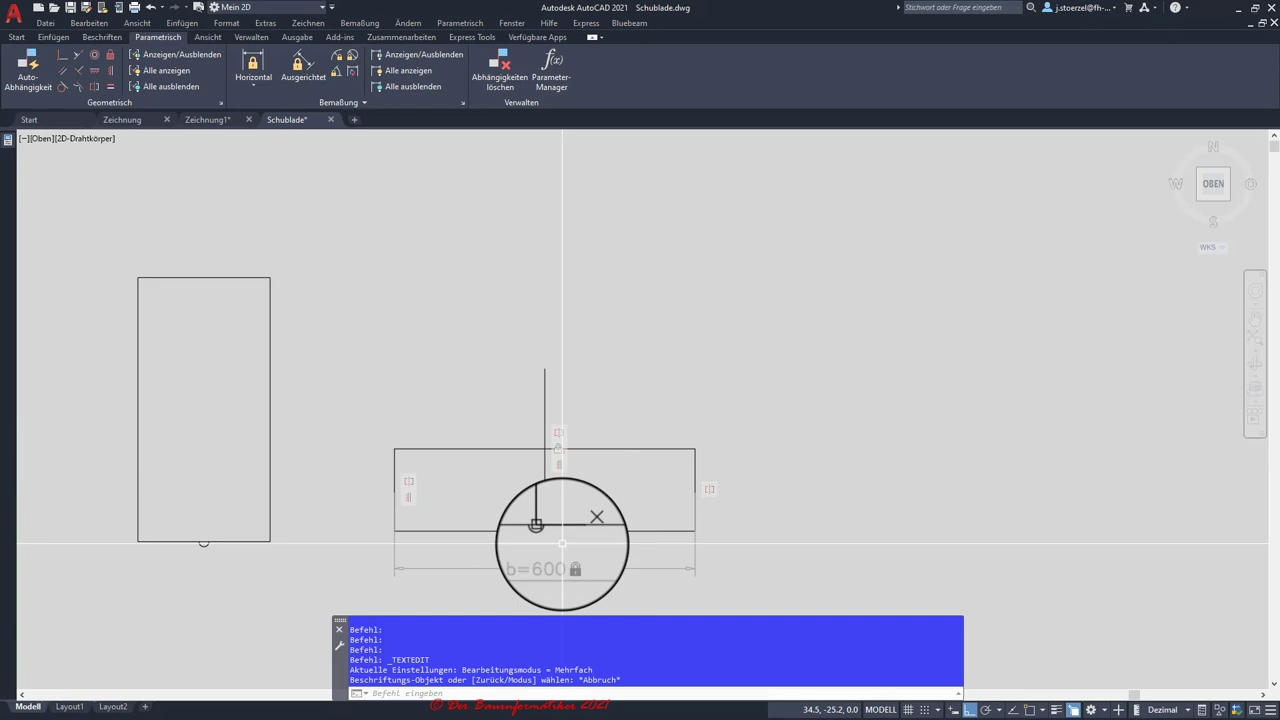 Mein 2D
Autodesk AutoCAD 2021 Schublade.dwg
Stichwort oder Frage eingeben
j.stoerzel@fh-...
Datei Bearbeiten Ansicht Einfügen Format Extras Zeichnen Bemaßung Ändern Parametrisch Fenster Hilfe Express Bluebeam
Start Einfügen Beschriften Parametrisch Ansicht Verwalten Ausgabe Add-ins Zusammenarbeiten Express Tools Verfügbare Apps
Auto-
Abhängigkeit
Anzeigen/Ausblenden
Alle anzeigen
Alle ausblenden
Geometrisch
Horizontal
Ausgerichtet
Anzeigen/Ausblenden
Alle anzeigen
Alle ausblenden
Bemaßung
Abhängigkeiten
löschen
Parameter-
Manager
Verwalten
Start Zeichnung Zeichnung1* Schublade*
[−][Oben][2D-Drahtkörper]
N
W OBEN O
S
WKS
b=600
Befehl:
Befehl:
Befehl:
Befehl: _TEXTEDIT
Aktuelle Einstellungen: Bearbeitungsmodus = Mehrfach
Beschriftungs-Objekt oder [Zurück/Modus] wählen: *Abbruch*
Befehl eingeben
© Der Bauinformatiker 2021
Modell Layout1 Layout2
34.5, -25.2, 0.0 MODELL
Dezimal